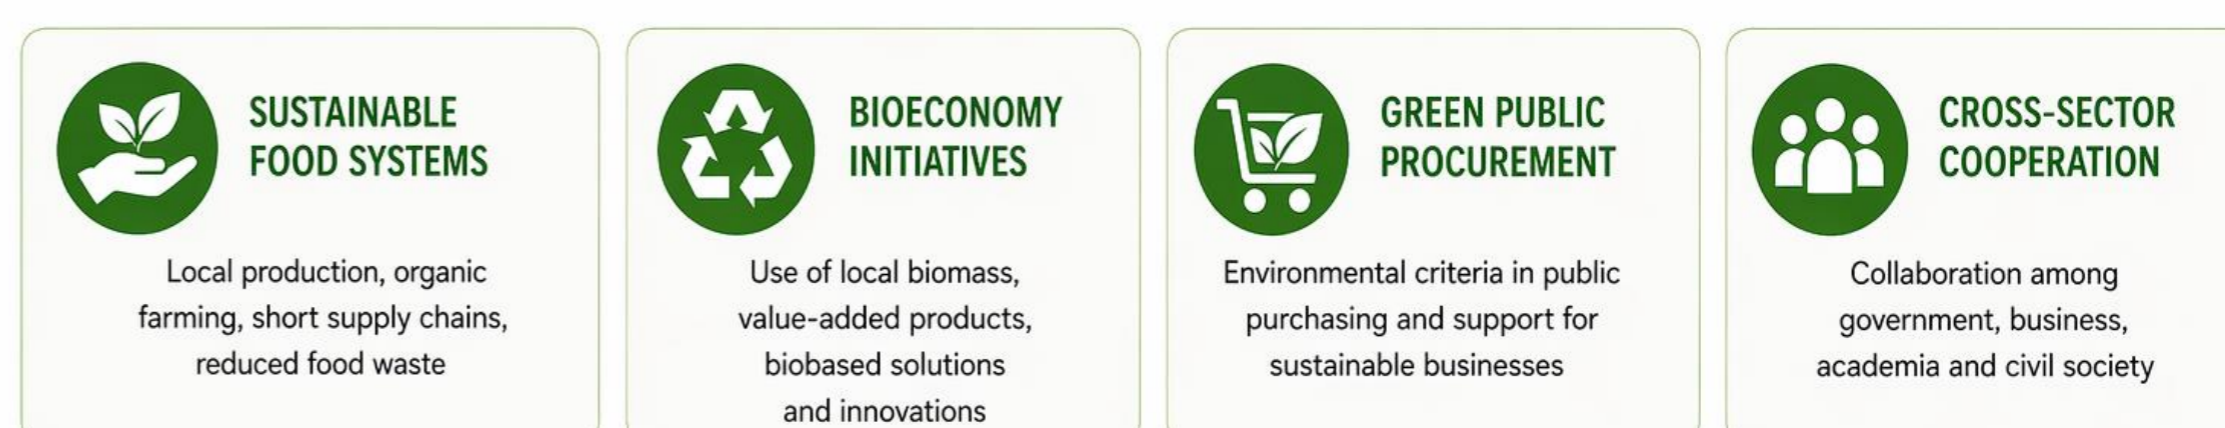 SUSTAINABLE
FOOD SYSTEMS
Local production, organic
farming, short supply chains,
reduced food waste
BIOECONOMY
INITIATIVES
Use of local biomass,
value-added products,
biobased solutions
and innovations
GREEN PUBLIC
PROCUREMENT
Environmental criteria in public
purchasing and support for
sustainable businesses
CROSS-SECTOR
COOPERATION
Collaboration among
government, business,
academia and civil society